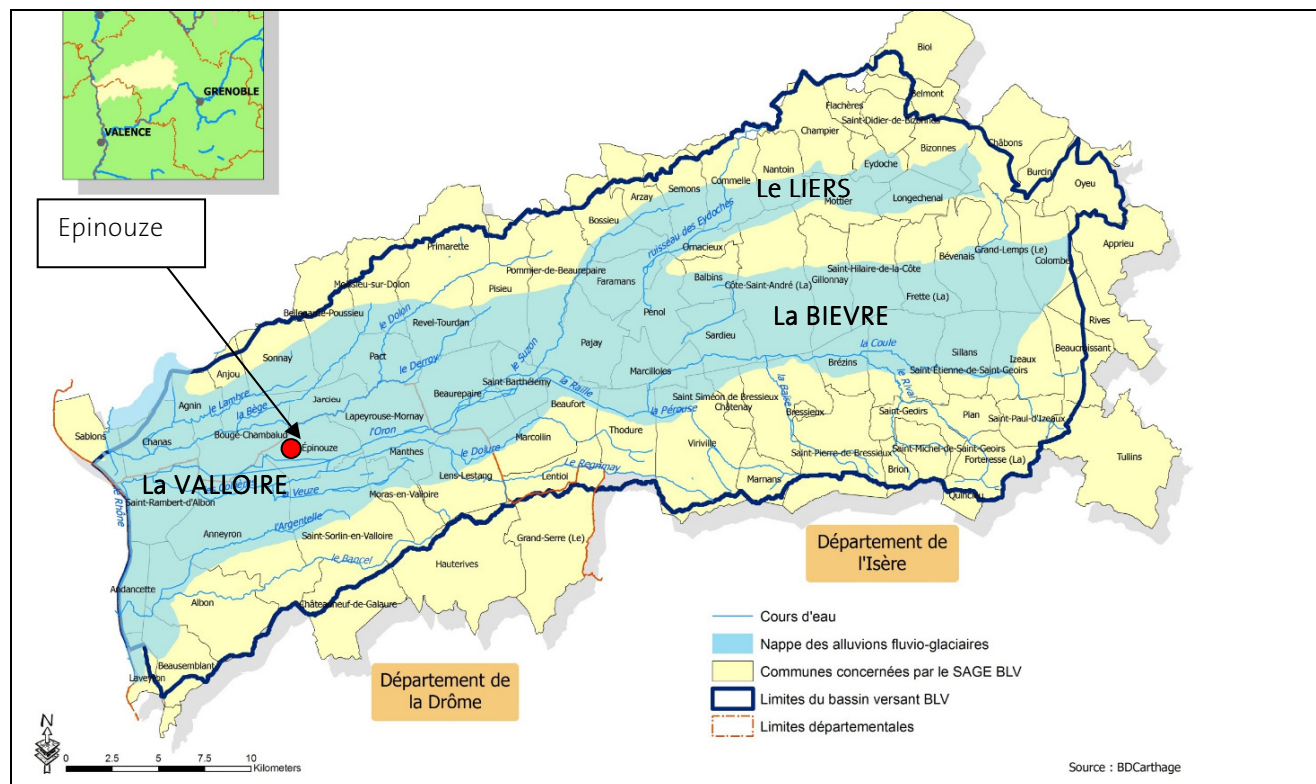 GRENOBLE
VALENCE
Epinouze
Biol
Belmont
Flachères
Saint-Didier-de-Bizonnes
Champier
Bizonnes
Châbons
Burcin
Oyeu
Nantoin
Eydoche
Commelle
Semons
Arzay
Le LIERS
Mottier
Longechenal
Bossieu
ruisseau des Eydoches
Apprieu
Primarette
Ornacieux
Grand-Lemps (Le)
Bévenais
Colombe
Pommier-de-Beaurepaire
Faramans
Balbins
Saint-Hilaire-de-la-Côte
Gillonnay
Côte-Saint-André (La)
Frette (La)
Moissieu-sur-Dolon
Pisieu
Bellegarde-Poussieu
le Dolon
Revel-Tourdan
Pénol
La BIEVRE
Rives
Sardieu
Beaucroissant
Sonnay
Pact
le Derroy
Pajay
la Coule
Sillans
Izeaux
Anjou
le Suzon
Marcilloles
Brézins
Saint-Étienne-de-Saint-Geoirs
Agnin
le Lambre
la Bège
Jarcieu
Saint-Barthélemy
la Raille
la Baïse
le Rival
Beaurepaire
Beaufort
la Pérouse
Saint Siméon de Bressieux
Châtenay
Bressieux
Saint-Geoirs
Plan
Saint-Paul-d'Izeaux
Sablons
Chanas
Bougé-Chambalud
Lapeyrouse-Mornay
l'Oron
Épinouze
Manthes
le Dolure
Marcollin
Thodure
Viriville
Saint-Michel-de-Saint-Geoirs
Saint-Pierre-de-Bressieux
Brion
Forteresse (La)
Tullins
La VALLOIRE
la Veuze
Lens-Lestang
Lentiol
Le Régrimay
Marnans
Quincieu
le Rhône
Saint-Rambert-d'Albon
Moras-en-Valloire
l'Argentelle
Anneyron
Saint-Sorlin-en-Valloire
le Bancel
Grand-Serre (Le)
Hauterives
Département de
l'Isère
Andancette
Albon
Châteauneuf-de-Galaure
Beausemblant
Laveyron
Département de
la Drôme
Cours d'eau
Nappe des alluvions fluvio-glaciaires
Communes concernées par le SAGE BLV
Limites du bassin versant BLV
Limites départementales
N
0 2.5 5 7.5 10
Kilometers
Source : BDCarthage